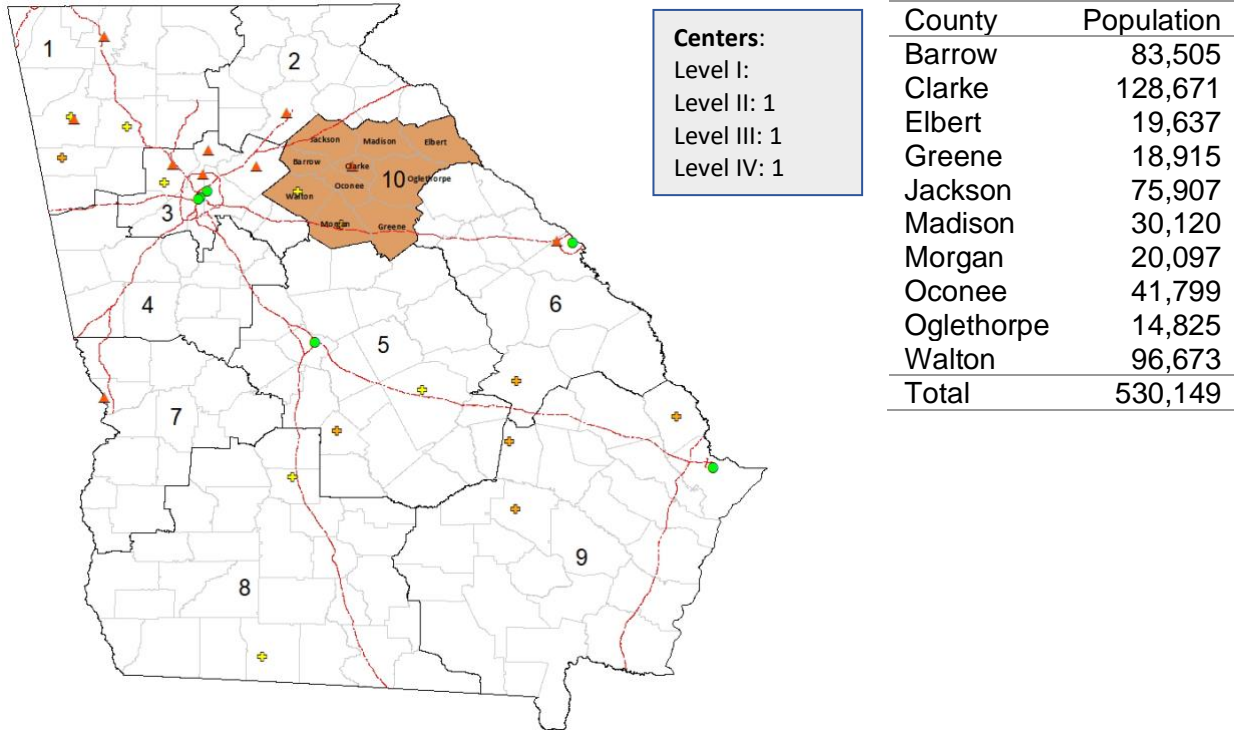 1
2
3
4
5
6
7
8
9
10
Jackson
Madison
Elbert
Barrow
Clarke
Oglethorpe
Oconee
Walton
Morgan
Greene
Centers:
Level I:
Level II: 1
Level III: 1
Level IV: 1
County Population
Barrow 83,505
Clarke 128,671
Elbert 19,637
Greene 18,915
Jackson 75,907
Madison 30,120
Morgan 20,097
Oconee 41,799
Oglethorpe 14,825
Walton 96,673
Total 530,149